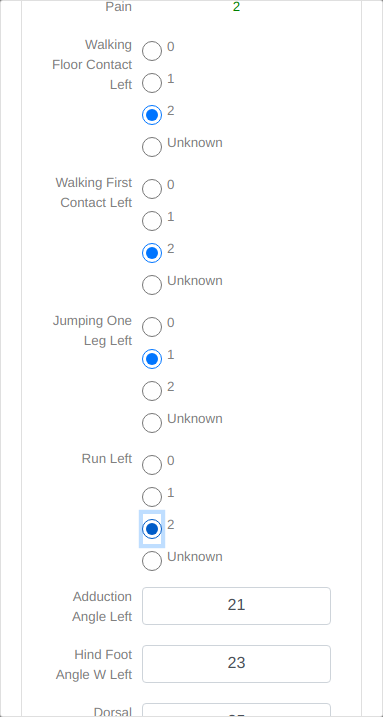 Pain 2
Walking
Floor Contact
Left
0
1
2
Unknown
Walking First
Contact Left
0
1
2
Unknown
Jumping One
Leg Left
0
1
2
Unknown
Run Left
0
1
2
Unknown
Adduction
Angle Left
21
Hind Foot
Angle W Left
23
Dorsal